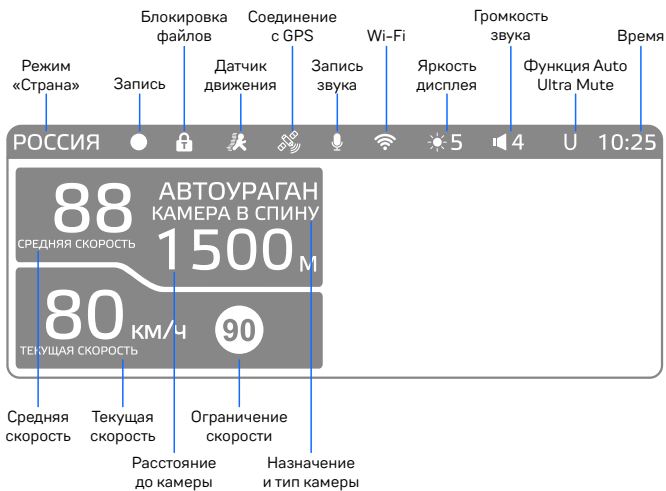 Блокировка
файлов
Соединение
с GPS
Wi-Fi
Громкость
звука
Время
Режим
«Страна»
Запись
Датчик
движения
Запись
звука
Яркость
дисплея
Функция Auto
Ultra Mute
РОССИЯ 5 4 U 10:25
88
СРЕДНЯЯ СКОРОСТЬ
АВТОУРАГАН
КАМЕРА В СПИНУ
1500 М
80 КМ/Ч
ТЕКУЩАЯ СКОРОСТЬ
90
Средняя
скорость
Текущая
скорость
Ограничение
скорости
Расстояние
до камеры
Назначение
и тип камеры